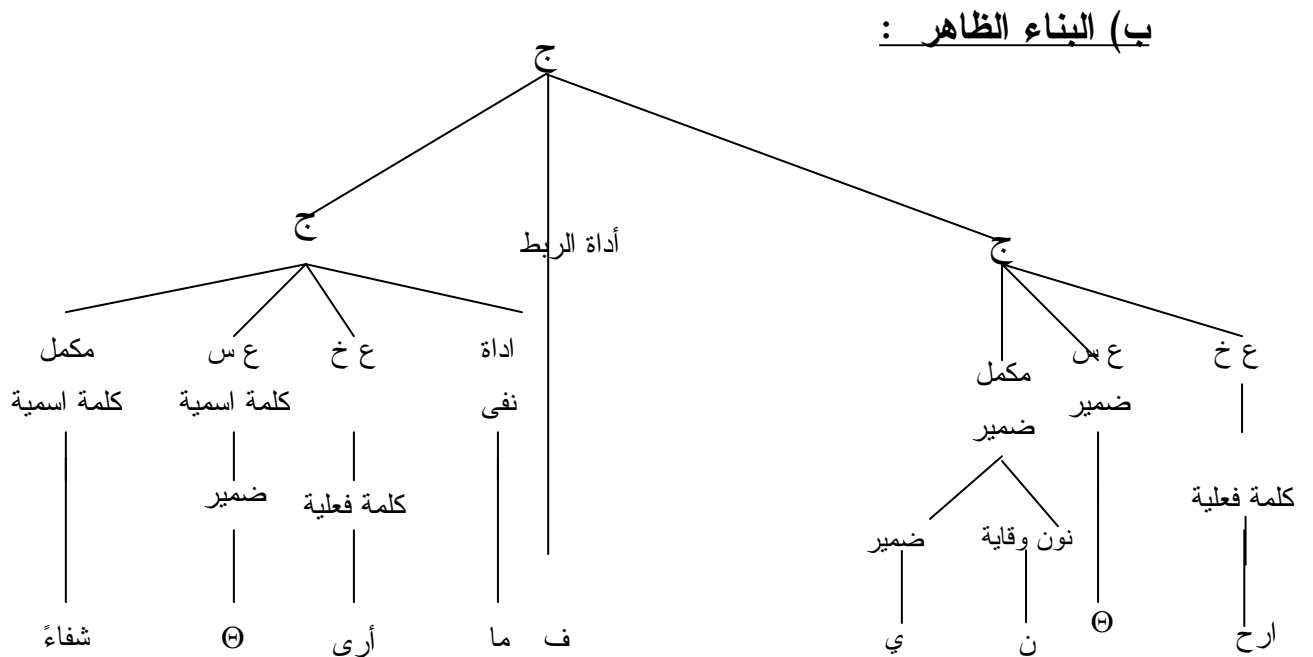 ب) البناء الظاهر :
ج
ج أداة الربط ج
ع خ ع س مكمل اداة ع خ ع س مكمل
ضمير ضمير نفى كلمة اسمية كلمة اسمية
كلمة فعلية كلمة فعلية ضمير
نون وقاية ضمير
ارح Θ ن ي ف ما أرى Θ شفاءً